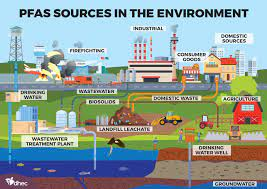 PFAS SOURCES IN THE ENVIRONMENT
INDUSTRIAL
DOMESTIC
SOURCES
FIREFIGHTING
CONSUMER
GOODS
DRINKING
WATER
WASTEWATER
BIOSOLIDS
DOMESTIC WASTE
AGRICULTURE
LANDFILL LEACHATE
WASTEWATER
TREATMENT PLANT
DRINKING
WATER WELL
dhec
GROUNDWATER